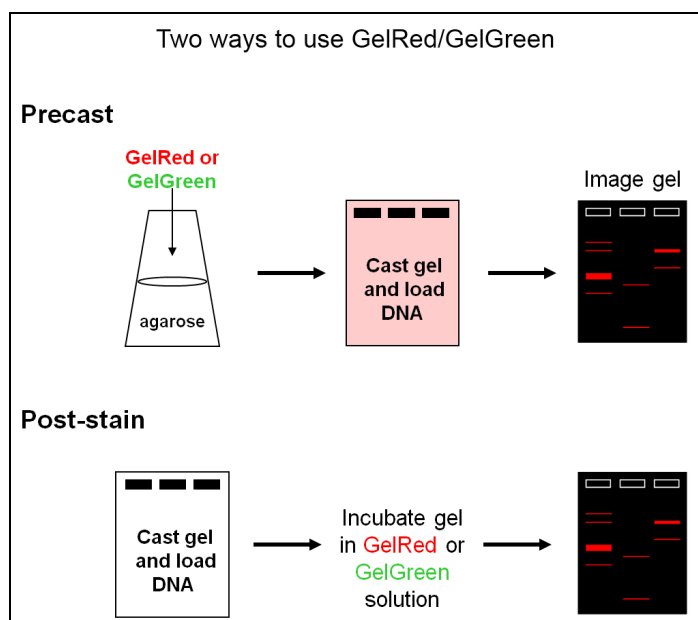 Two ways to use GelRed/GelGreen
Precast
GelRed or
GelGreen
agarose
Cast gel
and load
DNA
Image gel
Post-stain
Cast gel
and load
DNA
Incubate gel
in GelRed or
GelGreen
solution